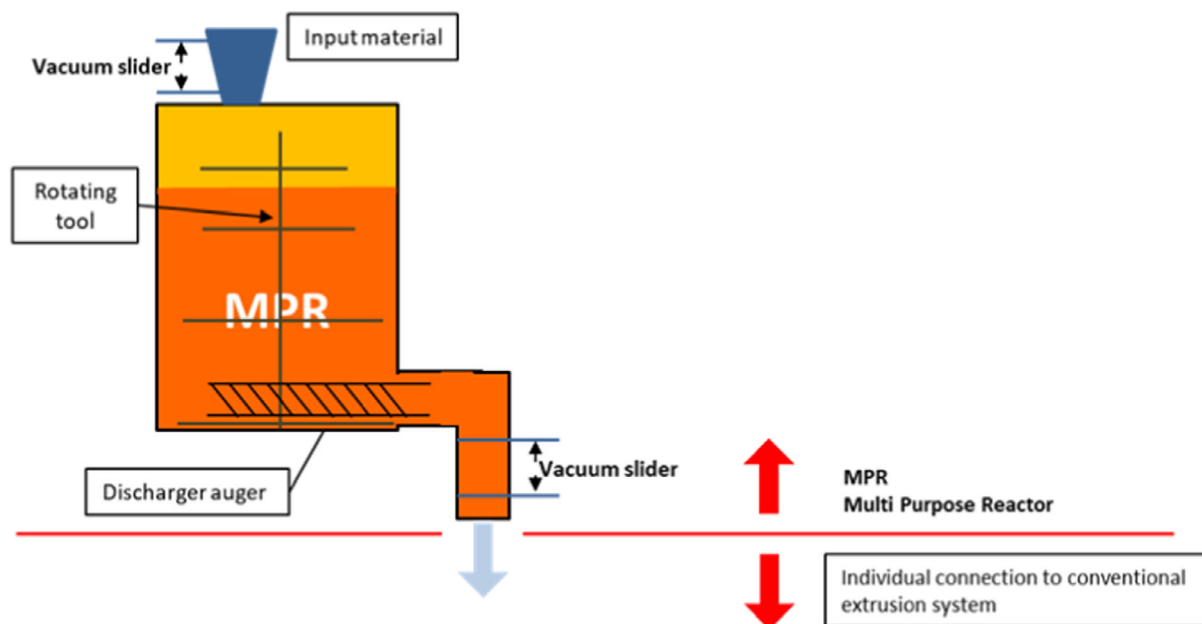 Input material
Vacuum slider
Rotating
tool
MPR
Vacuum slider
Discharger auger
MPR
Multi Purpose Reactor
Individual connection to conventional
extrusion system